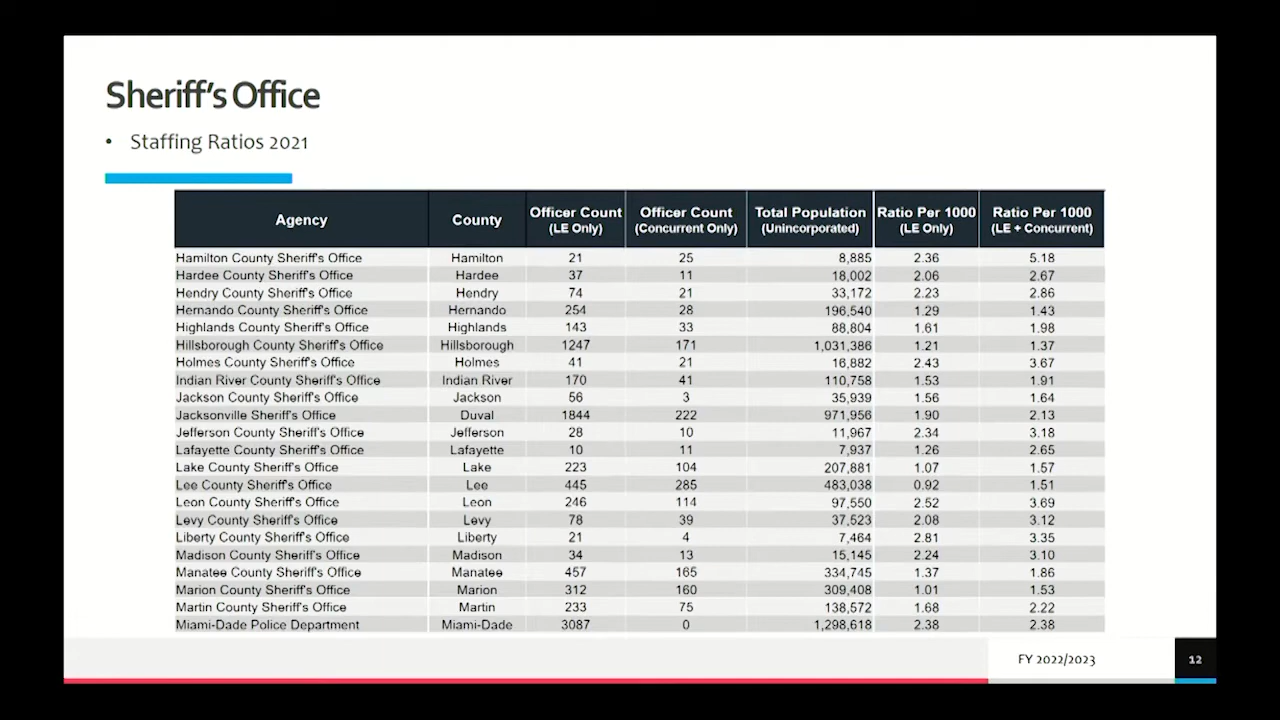 Sheriff's Office
• Staffing Ratios 2021
Agency County Officer Count (LE Only) Officer Count (Concurrent Only) Total Population (Unincorporated) Ratio Per 1000 (LE Only) Ratio Per 1000 (LE + Concurrent)
Hamilton County Sheriff's Office Hamilton 21 25 8,885 2.36 5.18
Hardee County Sheriff's Office Hardee 37 11 18,002 2.06 2.67
Hendry County Sheriff's Office Hendry 74 21 33,172 2.23 2.86
Hernando County Sheriff's Office Hernando 254 28 196,540 1.29 1.43
Highlands County Sheriff's Office Highlands 143 33 88,804 1.61 1.98
Hillsborough County Sheriff's Office Hillsborough 1247 171 1,031,386 1.21 1.37
Holmes County Sheriff's Office Holmes 41 21 16,882 2.43 3.67
Indian River County Sheriff's Office Indian River 170 41 110,758 1.53 1.91
Jackson County Sheriff's Office Jackson 56 3 35,939 1.56 1.64
Jacksonville Sheriff's Office Duval 1844 222 971,956 1.90 2.13
Jefferson County Sheriff's Office Jefferson 28 10 11,967 2.34 3.18
Lafayette County Sheriff's Office Lafayette 10 11 7,937 1.26 2.65
Lake County Sheriff's Office Lake 223 104 207,881 1.07 1.57
Lee County Sheriff's Office Lee 445 285 483,038 0.92 1.51
Leon County Sheriff's Office Leon 246 114 97,550 2.52 3.69
Levy County Sheriff's Office Levy 78 39 37,523 2.08 3.12
Liberty County Sheriff's Office Liberty 21 4 7,464 2.81 3.35
Madison County Sheriff's Office Madison 34 13 15,145 2.24 3.10
Manatee County Sheriff's Office Manatee 457 165 334,745 1.37 1.86
Marion County Sheriff's Office Marion 312 160 309,408 1.01 1.53
Martin County Sheriff's Office Martin 233 75 138,572 1.68 2.22
Miami-Dade Police Department Miami-Dade 3087 0 1,298,618 2.38 2.38
FY 2022/2023 12